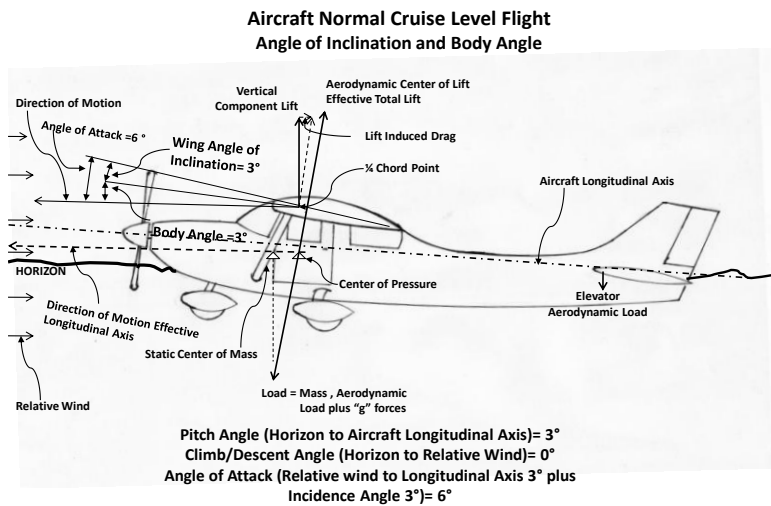 Aircraft Normal Cruise Level Flight
Angle of Inclination and Body Angle
Vertical
Component Lift
Aerodynamic Center of Lift
Effective Total Lift
Direction of Motion
Angle of Attack =6 °
Wing Angle of
Inclination= 3°
Lift Induced Drag
¼ Chord Point
Aircraft Longitudinal Axis
Body Angle =3°
HORIZON
Center of Pressure
Elevator
Aerodynamic Load
Direction of Motion Effective
Longitudinal Axis
Static Center of Mass
Load = Mass , Aerodynamic
Load plus "g" forces
Relative Wind
Pitch Angle (Horizon to Aircraft Longitudinal Axis)= 3°
Climb/Descent Angle (Horizon to Relative Wind)= 0°
Angle of Attack (Relative wind to Longitudinal Axis 3° plus
Incidence Angle 3°)= 6°